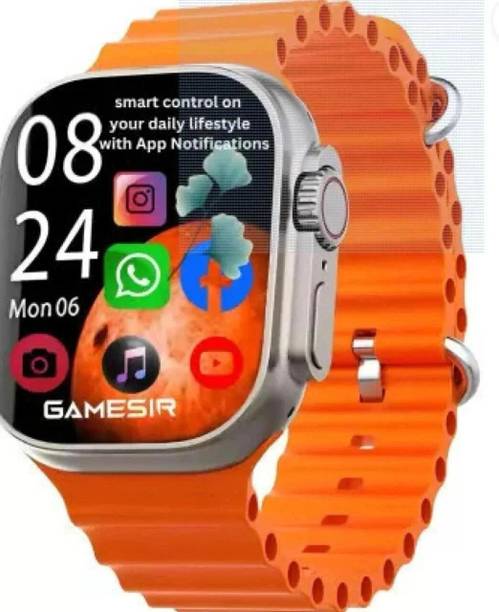 smart control on
your daily lifestyle
with App Notifications
08
24
Mon 06
GAMESIR